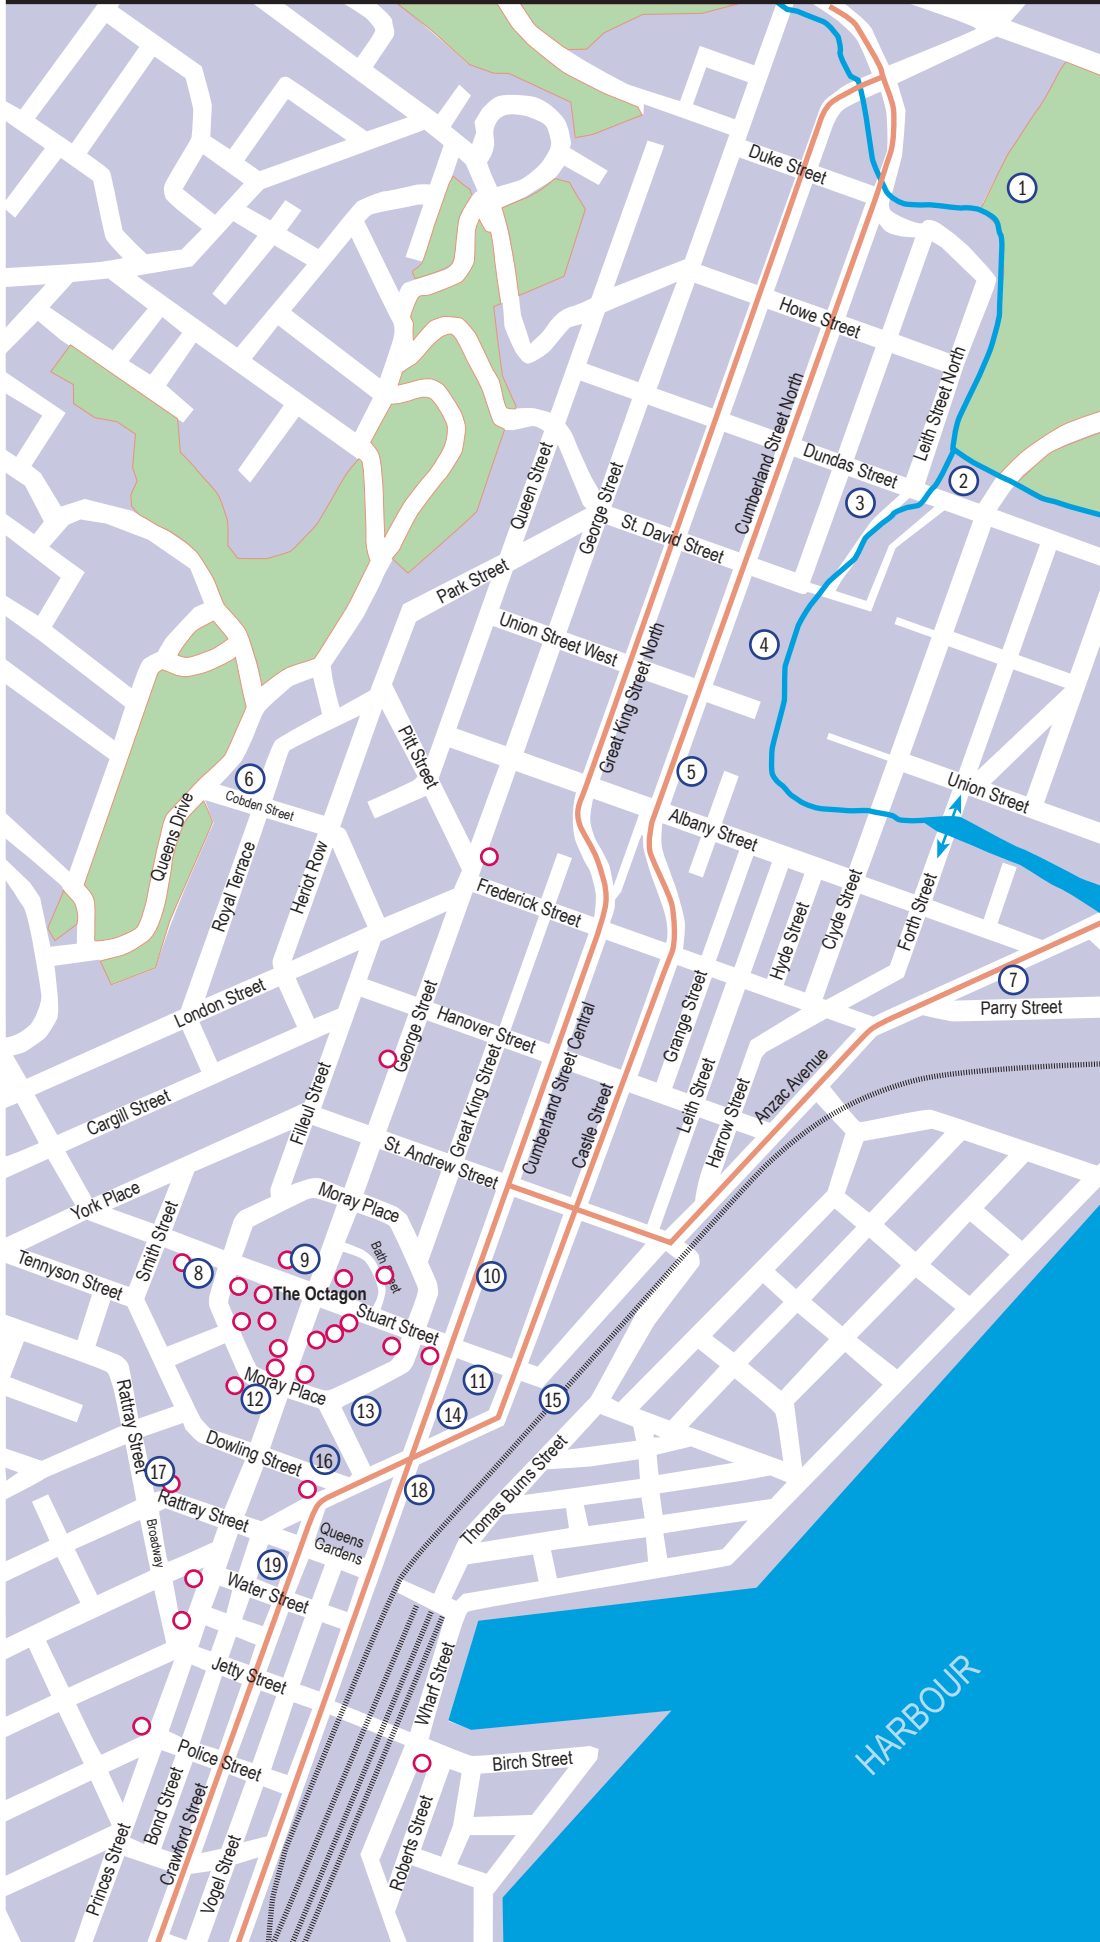 Duke Street
1
Howe Street
Leith Street North
Cumberland Street North
Dundas Street
2
3
Queen Street
George Street
St. David Street
Park Street
Union Street West
4
Great King Street North
Pitt Street
5
6
Cobden Street
Queens Drive
Union Street
Albany Street
Royal Terrace
Heriot Row
Frederick Street
Hyde Street
Clyde Street
Forth Street
7
Parry Street
London Street
George Street
Hanover Street
Grange Street
Cumberland Street Central
Great King Street
Castle Street
Leith Street
Harrow Street
Anzac Avenue
Cargill Street
Filleul Street
St. Andrew Street
York Place
Moray Place
Smith Street
Tennyson Street
8
9
Bath
The Octagon
10
Stuart Street
Moray Place
11
12
13
14
15
Rattray Street
Dowling Street
16
17
18
Thomas Burns Street
Rattray Street
Broadway
Queens
Gardens
19
Water Street
Jetty Street
Wharf Street
HARBOUR
Police Street
Birch Street
Bond Street
Crawford Street
Princes Street
Vogel Street
Roberts Street